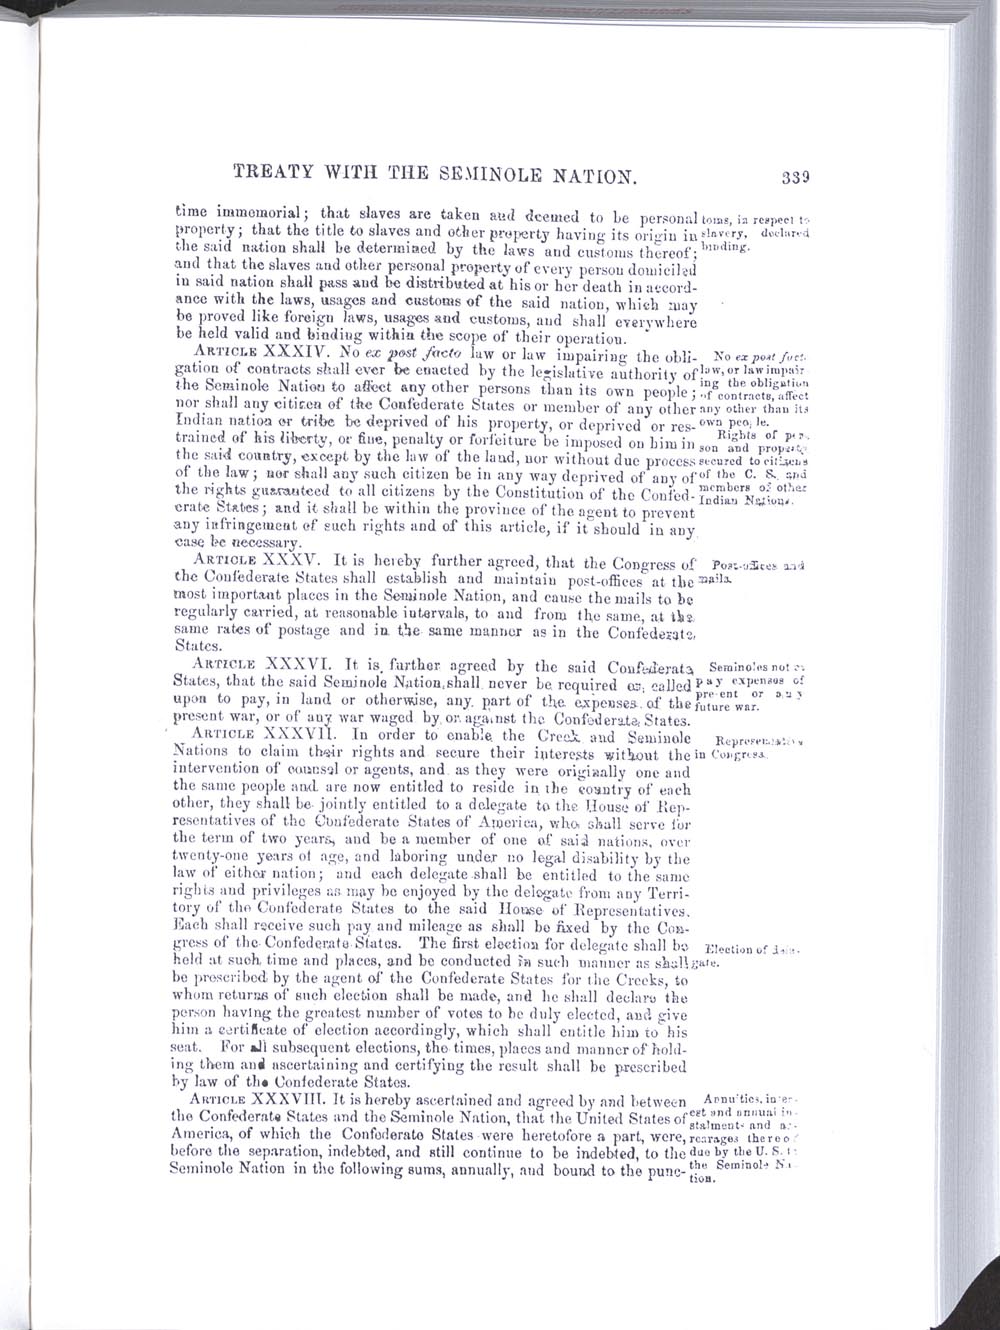 TREATY WITH THE SEMINOLE NATION. 339
time immemorial; that slaves are taken and deemed to be personal
property; that the title to slaves and other property having its origin in
the said nation shall be determined by the laws and customs thereof;
and that the slaves and other personal property of every person domiciled
in said nation shall pass and be distributed at his or her death in accord-
ance with the laws, usages and customs of the said nation, which may
be proved like foreign laws, usages and customs, and shall everywhere
be held valid and binding within the scope of their operation.
toms, in respect to
slavery, declared
binding.
ARTICLE XXXIV. No ex post facto law or law impairing the obli-
gation of contracts shall ever be enacted by the legislative authority of
the Seminole Nation to affect any other persons than its own people;
nor shall any citizen of the Confederate States or member of any other
Indian nation or tribe be deprived of his property, or deprived or res-
trained of his liberty, or fine, penalty or forfeiture be imposed on him in
the said country, except by the law of the land, nor without due process
of the law; nor shall any such citizen be in any way deprived of any of
the rights guaranteed to all citizens by the Constitution of the Confed-
erate States; and it shall be within the province of the agent to prevent
any infringement of such rights and of this article, if it should in any
case be necessary.
No ex post fact.
law, or law impair
ing the obligation
of contracts, affect
any other than its
own people.
Rights of per
son and property
secured to citizens
of the C. S. and
members of other
Indian Nations.
ARTICLE XXXV. It is hereby further agreed, that the Congress of
the Confederate States shall establish and maintain post-offices at the
most important places in the Seminole Nation, and cause the mails to be
regularly carried, at reasonable intervals, to and from the same, at the
same rates of postage and in the same manner as in the Confederate
States.
Post-offices and
mails.
ARTICLE XXXVI. It is further agreed by the said Confederate
States, that the said Seminole Nation shall never be required or called
upon to pay, in land or otherwise, any part of the expenses of the
present war, or of any war waged by or against the Confederate States.
Seminoles not
pay expenses of
present or any
future war.
ARTICLE XXXVII. In order to enable the Creek and Seminole
Nations to claim their rights and secure their interests without the
intervention of counsel or agents, and as they were originally one and
the same people and are now entitled to reside in the country of each
other, they shall be jointly entitled to a delegate to the House of Rep-
resentatives of the Confederate States of America, who shall serve for
the term of two years, and be a member of one of said nations, over
twenty-one years of age, and laboring under no legal disability by the
law of either nation; and each delegate shall be entitled to the same
rights and privileges as may be enjoyed by the delegate from any Terri-
tory of the Confederate States to the said House of Representatives.
Each shall receive such pay and mileage as shall be fixed by the Con-
gress of the Confederate States. The first election for delegate shall be
held at such time and places, and be conducted in such manner as shall
be prescribed by the agent of the Confederate States for the Creeks, to
whom returns of such election shall be made, and he shall declare the
person having the greatest number of votes to be duly elected, and give
him a certificate of election accordingly, which shall entitle him to his
seat. For all subsequent elections, the times, places and manner of hold-
ing them and ascertaining and certifying the result shall be prescribed
by law of the Confederate States.
Representative
in Congress.
Election of dele-
gate.
ARTICLE XXXVIII. It is hereby ascertained and agreed by and between
the Confederate States and the Seminole Nation, that the United States of
America, of which the Confederate States were heretofore a part, were,
before the separation, indebted, and still continue to be indebted, to the
Seminole Nation in the following sums, annually, and bound to the punc-
Annuities, inter-
est and annual in-
stalments and ar-
rearages thereof
due by the U. S. t
the Seminole Na-
tion.